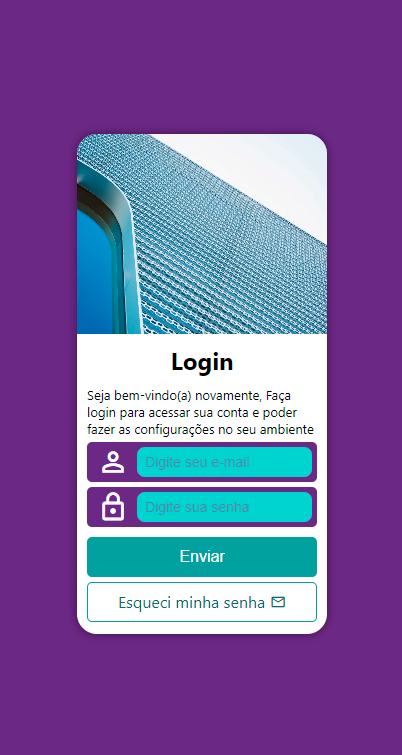 Login
Seja bem-vindo(a) novamente, Faça
login para acessar sua conta e poder
fazer as configurações no seu ambiente
Digite seu e-mail
Digite sua senha
Enviar
Esqueci minha senha